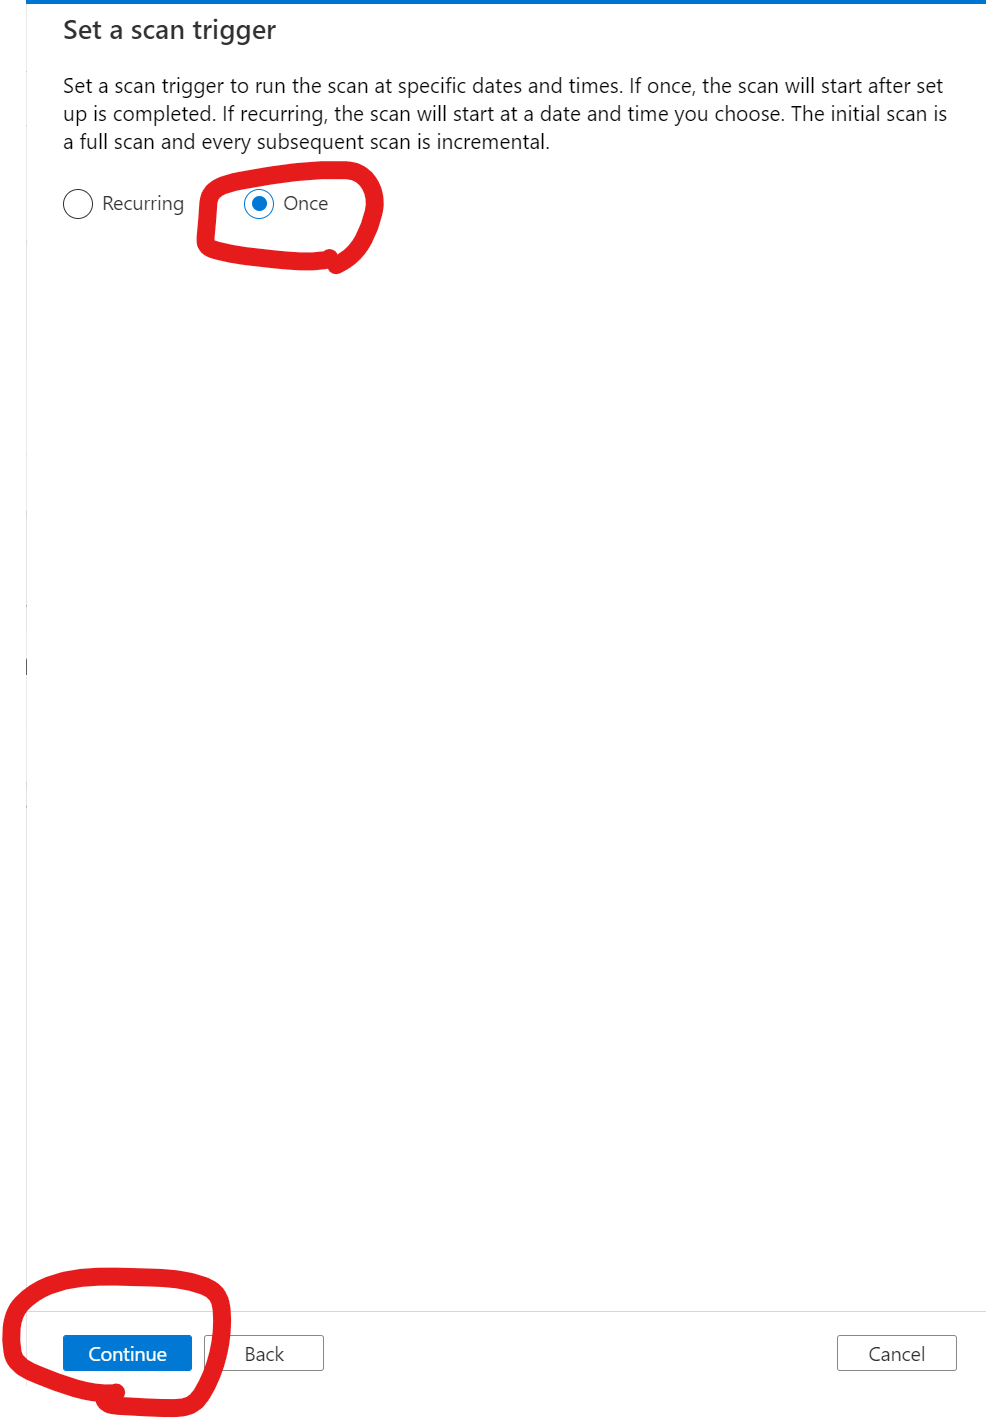 Set a scan trigger
Set a scan trigger to run the scan at specific dates and times. If once, the scan will start after set
up is completed. If recurring, the scan will start at a date and time you choose. The initial scan is
a full scan and every subsequent scan is incremental.
Recurring Once
Continue Back Cancel